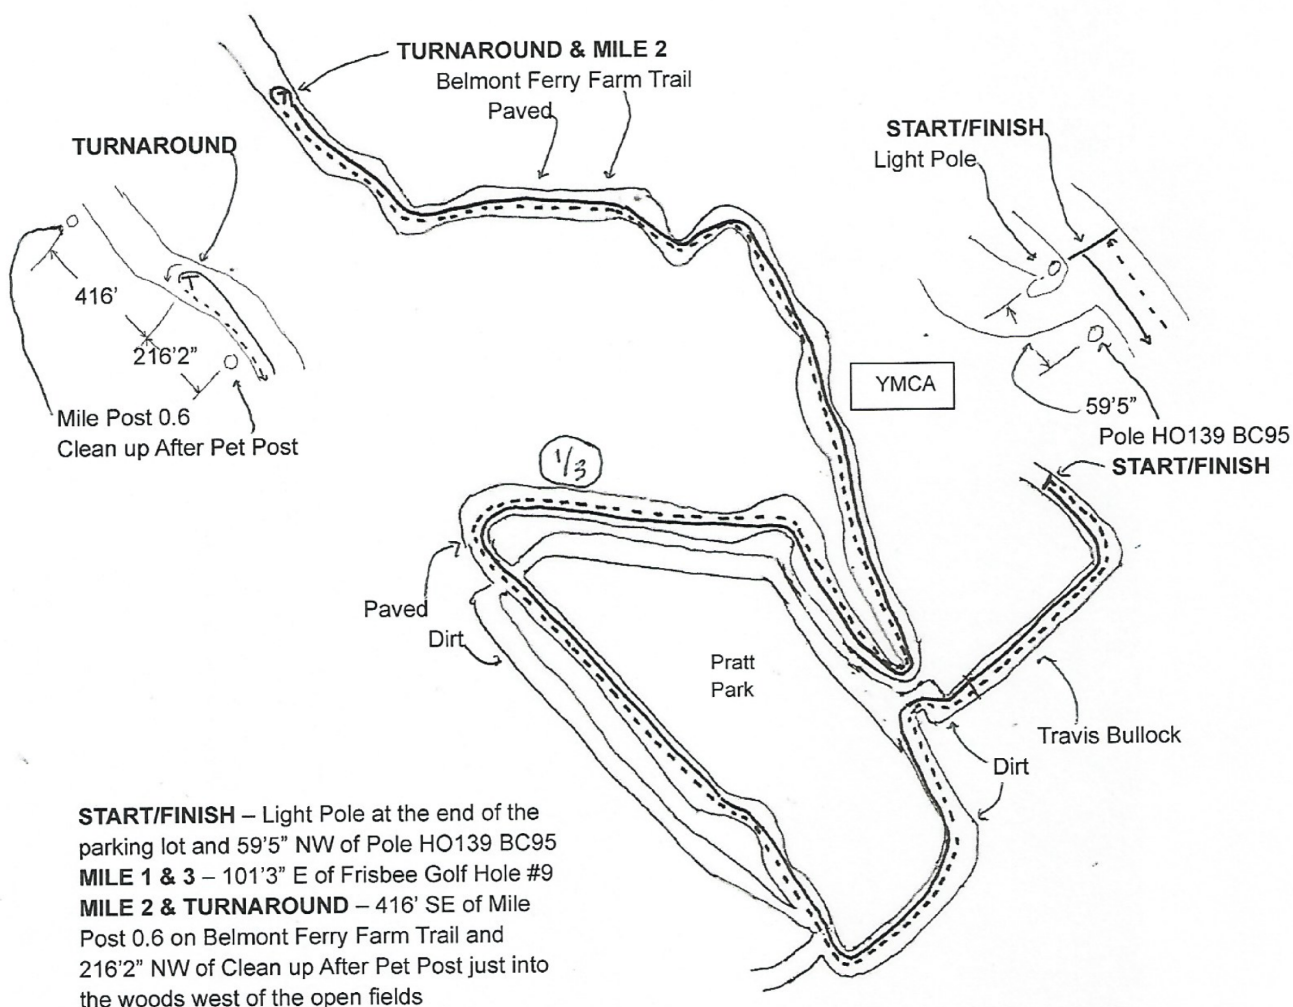 TURNAROUND & MILE 2
Belmont Ferry Farm Trail
Paved
TURNAROUND
416'
216'2"
Mile Post 0.6
Clean up After Pet Post
START/FINISH
Light Pole
59'5"
Pole HO139 BC95
START/FINISH
YMCA
1/3
Paved
Dirt
Pratt
Park
Travis Bullock
Dirt
START/FINISH – Light Pole at the end of the
parking lot and 59'5" NW of Pole HO139 BC95
MILE 1 & 3 – 101'3" E of Frisbee Golf Hole #9
MILE 2 & TURNAROUND – 416' SE of Mile
Post 0.6 on Belmont Ferry Farm Trail and
216'2" NW of Clean up After Pet Post just into
the woods west of the open fields